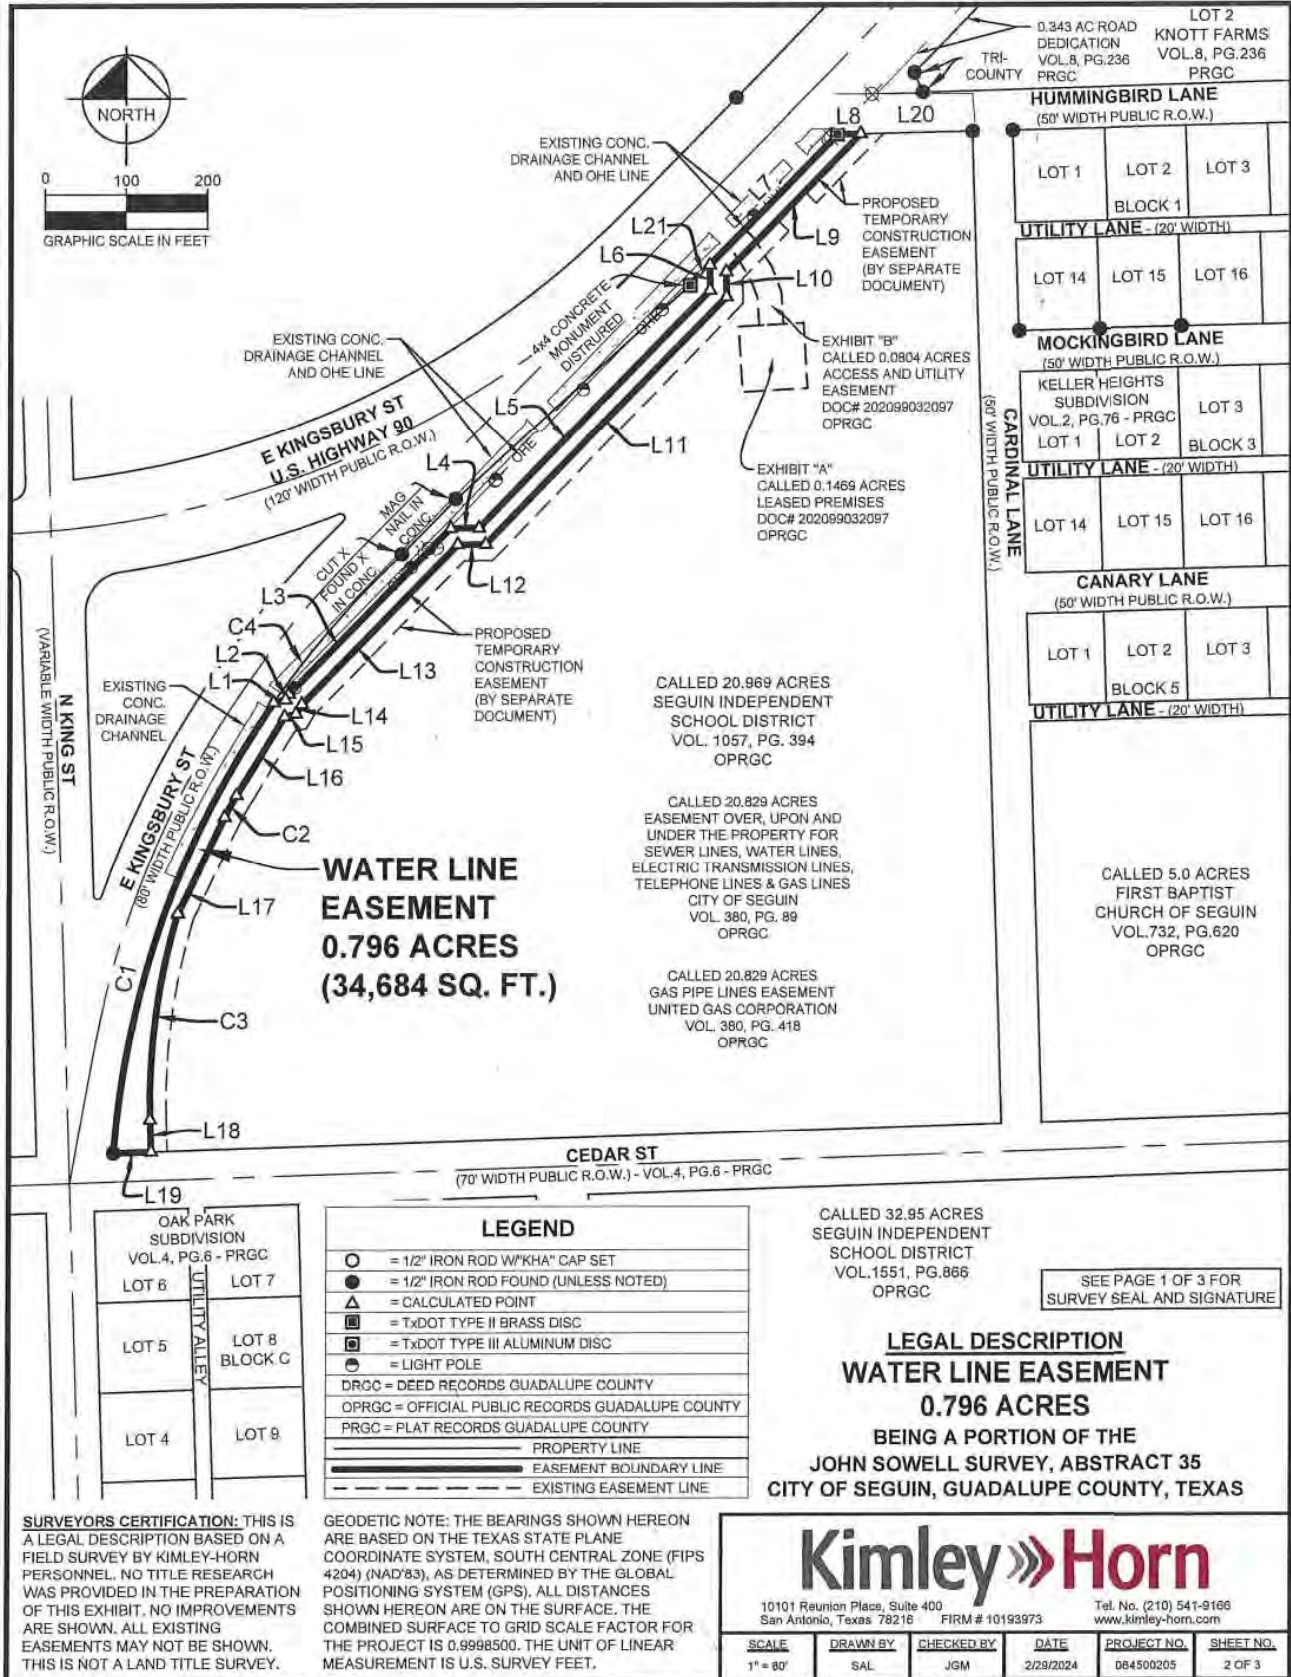 NORTH
0 100 200
GRAPHIC SCALE IN FEET
0.343 AC ROAD
DEDICATION
VOL.8, PG.236
PRGC
LOT 2
KNOTT FARMS
VOL.8, PG.236
PRGC
TRI-
COUNTY
HUMMINGBIRD LANE
(50' WIDTH PUBLIC R.O.W.)
L8 L20
EXISTING CONC.
DRAINAGE CHANNEL
AND OHE LINE
L7
LOT 1
LOT 2
LOT 3
BLOCK 1
UTILITY LANE - (20' WIDTH)
PROPOSED
TEMPORARY
CONSTRUCTION
EASEMENT
(BY SEPARATE
DOCUMENT)
L21
L9
L6
L10
LOT 14
LOT 15
LOT 16
4x4 CONCRETE
MONUMENT
DISTRURED
OHE
EXISTING CONC.
DRAINAGE CHANNEL
AND OHE LINE
MOCKINGBIRD LANE
(50' WIDTH PUBLIC R.O.W.)
EXHIBIT "B"
CALLED 0.0804 ACRES
ACCESS AND UTILITY
EASEMENT
DOC# 202099032097
OPRGC
KELLER HEIGHTS
SUBDIVISION
VOL.2, PG.76 - PRGC
LOT 1
LOT 2
LOT 3
BLOCK 3
E KINGSBURY ST
U.S. HIGHWAY 90
(120' WIDTH PUBLIC R.O.W.)
L5
L11
OHE
L4
CARDINAL LANE
(50' WIDTH PUBLIC R.O.W.)
UTILITY LANE - (20' WIDTH)
EXHIBIT "A"
CALLED 0.1469 ACRES
LEASED PREMISES
DOC# 202099032097
OPRGC
MAG
NAIL IN
CONC.
CUT X
FOUND X
IN CONC.
LOT 14
LOT 15
LOT 16
L12
L3
CANARY LANE
(50' WIDTH PUBLIC R.O.W.)
C4
PROPOSED
TEMPORARY
CONSTRUCTION
EASEMENT
(BY SEPARATE
DOCUMENT)
L13
L2
L1
LOT 1
LOT 2
LOT 3
BLOCK 5
UTILITY LANE - (20' WIDTH)
EXISTING
CONC.
DRAINAGE
CHANNEL
N KING ST
(VARIABLE WIDTH PUBLIC R.O.W.)
CALLED 20.969 ACRES
SEGUIN INDEPENDENT
SCHOOL DISTRICT
VOL. 1057, PG. 394
OPRGC
L14
L15
L16
E KINGSBURY ST
(80' WIDTH PUBLIC R.O.W.)
C2
CALLED 20.829 ACRES
EASEMENT OVER, UPON AND
UNDER THE PROPERTY FOR
SEWER LINES, WATER LINES,
ELECTRIC TRANSMISSION LINES,
TELEPHONE LINES & GAS LINES
CITY OF SEGUIN
VOL. 380, PG. 89
OPRGC
WATER LINE
EASEMENT
0.796 ACRES
(34,684 SQ. FT.)
L17
CALLED 5.0 ACRES
FIRST BAPTIST
CHURCH OF SEGUIN
VOL.732, PG.620
OPRGC
C1
C3
CALLED 20.829 ACRES
GAS PIPE LINES EASEMENT
UNITED GAS CORPORATION
VOL. 380, PG. 418
OPRGC
L18
CEDAR ST
(70' WIDTH PUBLIC R.O.W.) - VOL.4, PG.6 - PRGC
L19
OAK PARK
SUBDIVISION
VOL.4, PG.6 - PRGC
LOT 6
LOT 7
UTILITY ALLEY
LOT 5
LOT 8
BLOCK C
LOT 4
LOT 9
LEGEND
= 1/2" IRON ROD W/"KHA" CAP SET
= 1/2" IRON ROD FOUND (UNLESS NOTED)
= CALCULATED POINT
= TxDOT TYPE II BRASS DISC
= TxDOT TYPE III ALUMINUM DISC
= LIGHT POLE
DRGC = DEED RECORDS GUADALUPE COUNTY
OPRGC = OFFICIAL PUBLIC RECORDS GUADALUPE COUNTY
PRGC = PLAT RECORDS GUADALUPE COUNTY
PROPERTY LINE
EASEMENT BOUNDARY LINE
EXISTING EASEMENT LINE
CALLED 32.95 ACRES
SEGUIN INDEPENDENT
SCHOOL DISTRICT
VOL.1551, PG.866
OPRGC
SEE PAGE 1 OF 3 FOR
SURVEY SEAL AND SIGNATURE
LEGAL DESCRIPTION
WATER LINE EASEMENT
0.796 ACRES
BEING A PORTION OF THE
JOHN SOWELL SURVEY, ABSTRACT 35
CITY OF SEGUIN, GUADALUPE COUNTY, TEXAS
SURVEYORS CERTIFICATION: THIS IS
A LEGAL DESCRIPTION BASED ON A
FIELD SURVEY BY KIMLEY-HORN
PERSONNEL. NO TITLE RESEARCH
WAS PROVIDED IN THE PREPARATION
OF THIS EXHIBIT. NO IMPROVEMENTS
ARE SHOWN. ALL EXISTING
EASEMENTS MAY NOT BE SHOWN.
THIS IS NOT A LAND TITLE SURVEY.
GEODETIC NOTE: THE BEARINGS SHOWN HEREON
ARE BASED ON THE TEXAS STATE PLANE
COORDINATE SYSTEM, SOUTH CENTRAL ZONE (FIPS
4204) (NAD'83), AS DETERMINED BY THE GLOBAL
POSITIONING SYSTEM (GPS). ALL DISTANCES
SHOWN HEREON ARE ON THE SURFACE. THE
COMBINED SURFACE TO GRID SCALE FACTOR FOR
THE PROJECT IS 0.9998500. THE UNIT OF LINEAR
MEASUREMENT IS U.S. SURVEY FEET.
Kimley»Horn
10101 Reunion Place, Suite 400
San Antonio, Texas 78216 FIRM # 10193973
Tel. No. (210) 541-9166
www.kimley-horn.com
SCALE DRAWN BY CHECKED BY DATE PROJECT NO. SHEET NO.
1" = 80' SAL JGM 2/29/2024 064500205 2 OF 3